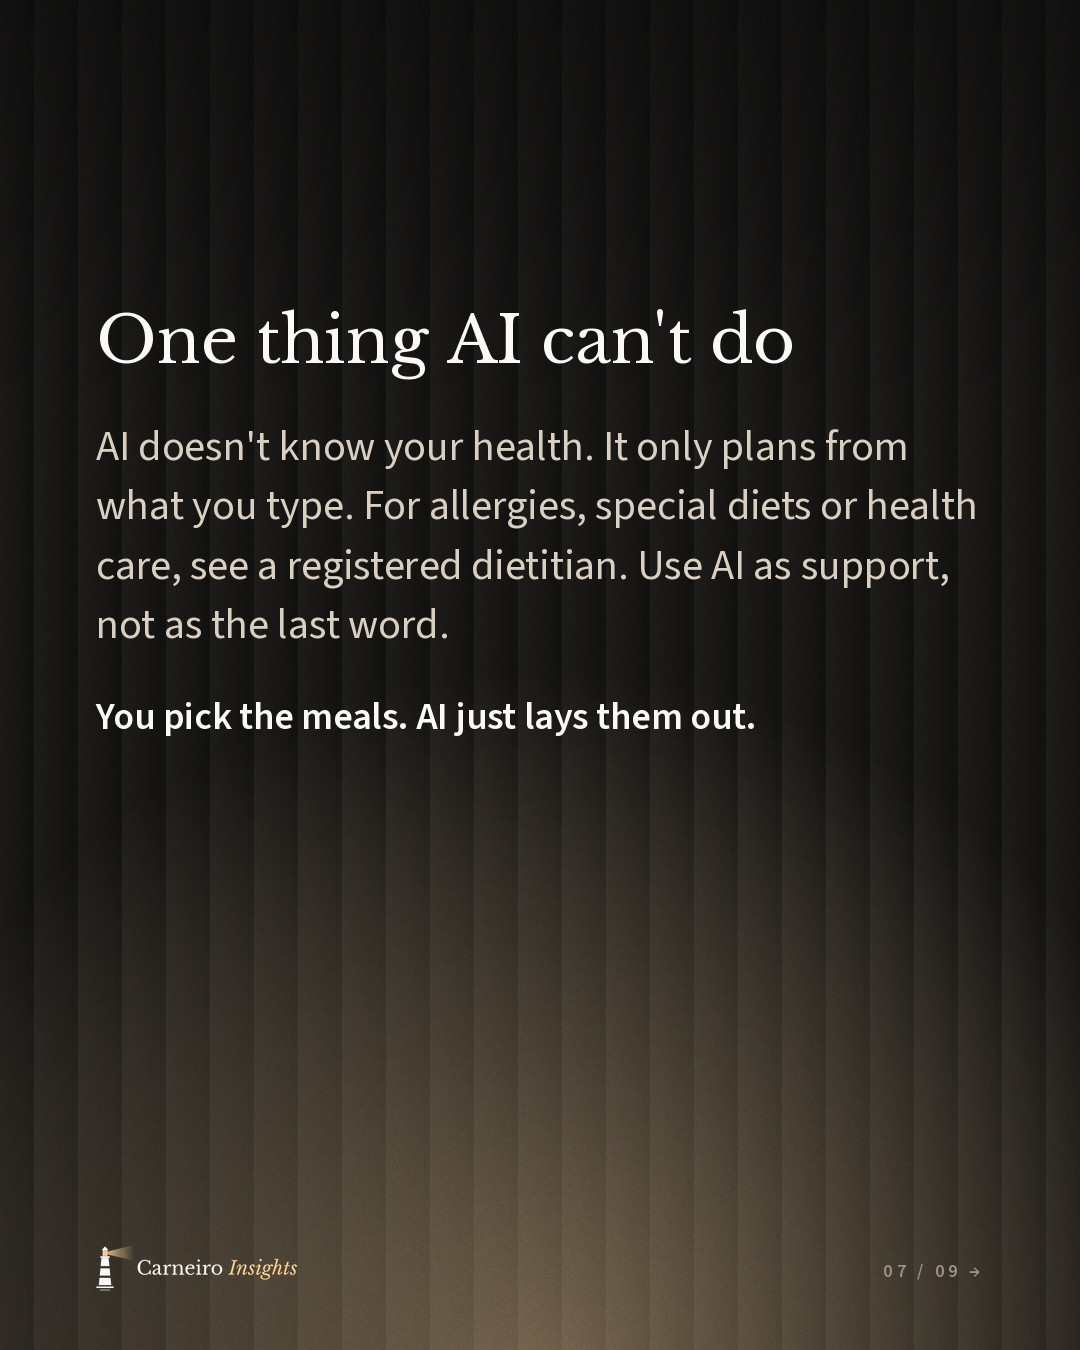 One thing AI can't do
AI doesn't know your health. It only plans from
what you type. For allergies, special diets or health
care, see a registered dietitian. Use AI as support,
not as the last word.
You pick the meals. AI just lays them out.
Carneiro Insights
07 / 09 →